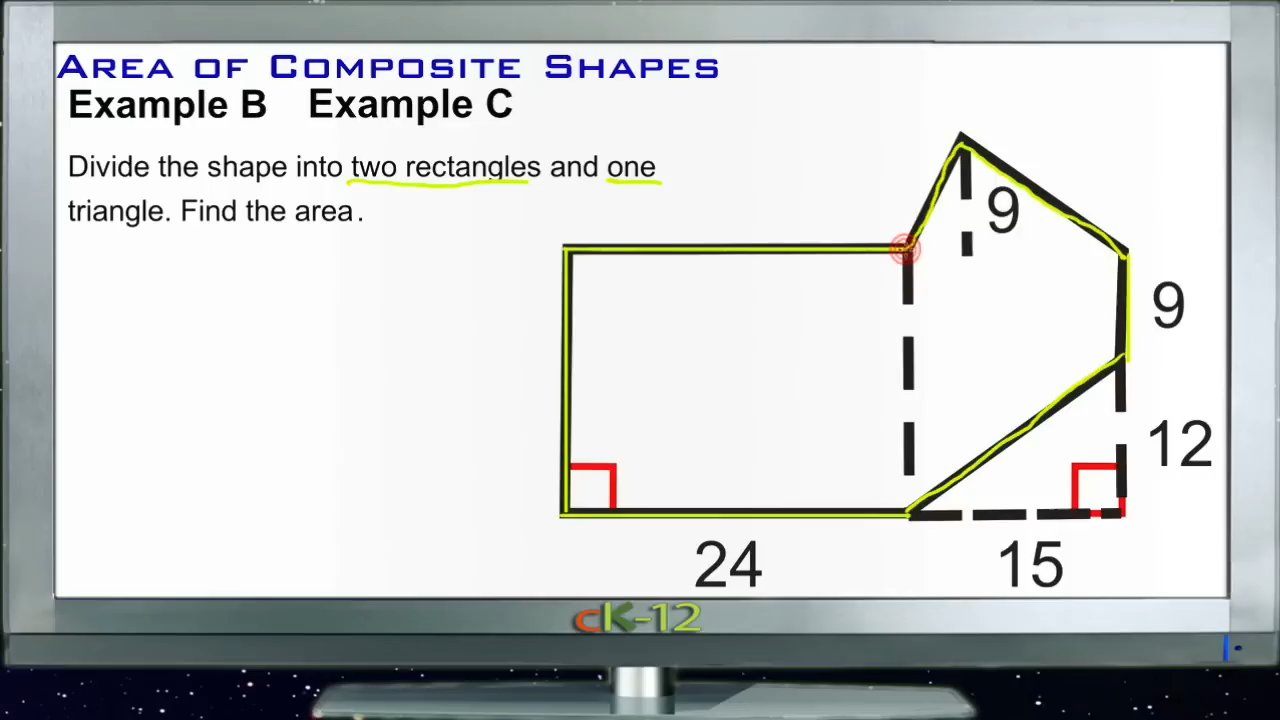 AREA OF COMPOSITE SHAPES
Example B Example C
Divide the shape into two rectangles and one
triangle. Find the area.
9
9
12
24
15
cK-12